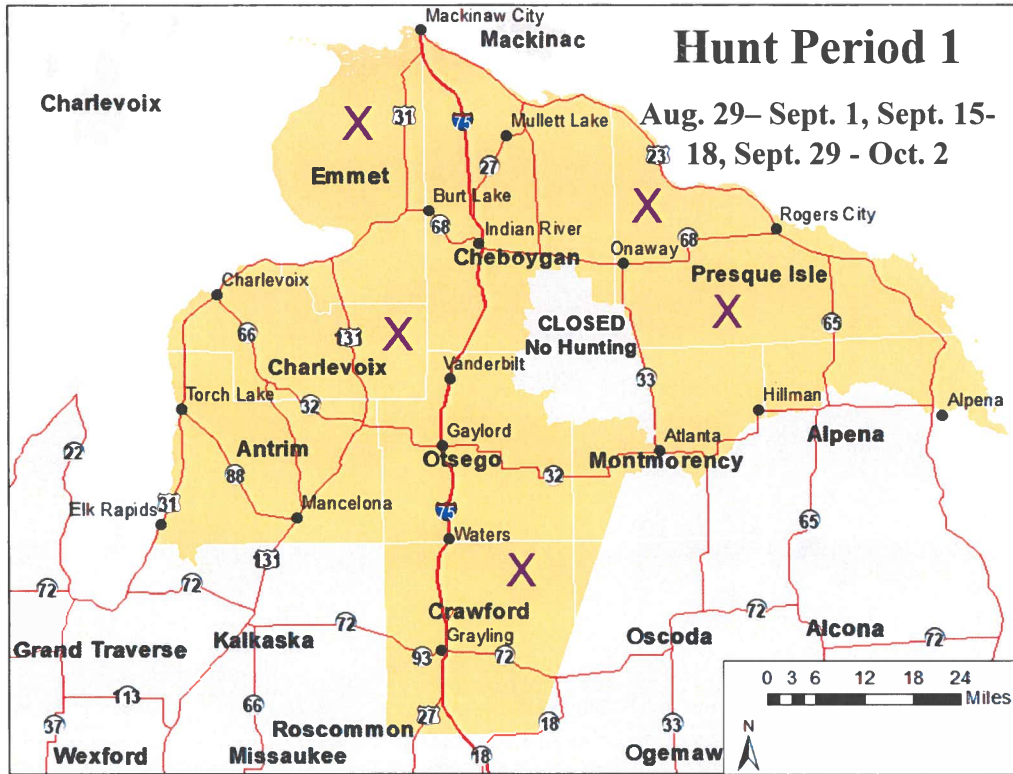 Mackinaw City
Mackinac
Hunt Period 1
Charlevoix
Aug. 29– Sept. 1, Sept. 15-
18, Sept. 29 - Oct. 2
X
31
75
Mullett Lake
23
27
Emmet
X
Burt Lake
68
Indian River
Rogers City
Cheboygan
Onaway
68
Presque Isle
Charlevoix
X
X
CLOSED
No Hunting
65
66
131
Charlevoix
Vanderbilt
33
32
Torch Lake
Hillman
Alpena
22
Antrim
Gaylord
Otsego
Atlanta
Montmorency
Alpena
32
88
31
Elk Rapids
Mancelona
75
Waters
65
131
X
72
72
Crawford
72
Kalkaska
72
Grayling
Oscoda
Alcona
Grand Traverse
93
72
72
113
66
37
Roscommon
27
18
33
Wexford
Missaukee
18
Ogemaw
0 3 6 12 18 24
Miles
N